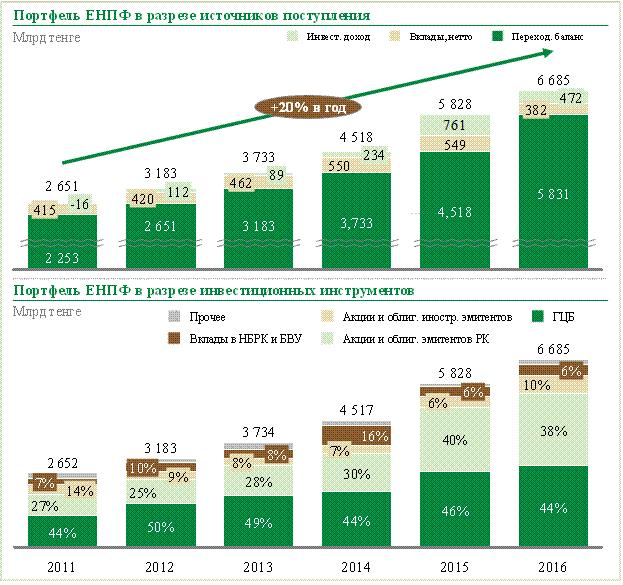 Портфель ЕНПФ в разрезе источников поступления
Млрд тенге
Инвест. доход Вклады,нетто Переход. баланс
+20% в год
2 651 3 183 3 733 4 518 5 828 6 685
415 -16 420 112 462 89 550 234 761 549 382 472
2 253 2 651 3 183 3,733 4,518 5 831
Портфель ЕНПФ в разрезе инвестиционных инструментов
Млрд тенге
Прочее Акции и облиг. иностр. эмитентов ГЦБ
Вклады в НБРК и БВУ Акции и облиг. эмитентов РК
2 652 3 183 3 734 4 517 5 828 6 685
7% 10% 8% 16% 6% 6%
14% 9% 8% 7% 6% 10%
27% 25% 28% 30% 40% 38%
44% 50% 49% 44% 46% 44%
2011 2012 2013 2014 2015 2016